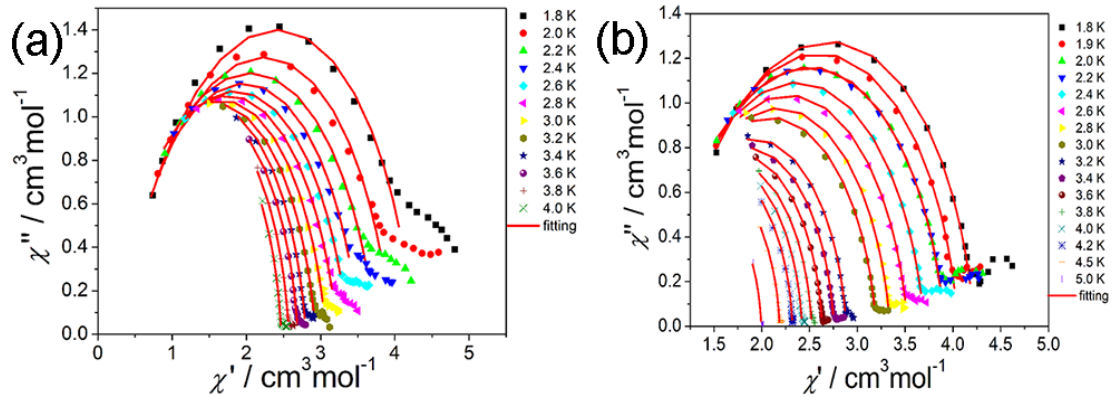 (a)
χ'' / cm³mol⁻¹
1.4
1.2
1.0
0.8
0.6
0.4
0.2
0.0
0 1 2 3 4 5
χ' / cm³mol⁻¹
1.8 K
2.0 K
2.2 K
2.4 K
2.6 K
2.8 K
3.0 K
3.2 K
3.4 K
3.6 K
3.8 K
4.0 K
fitting
(b)
χ'' / cm³mol⁻¹
1.4
1.2
1.0
0.8
0.6
0.4
0.2
0.0
1.5 2.0 2.5 3.0 3.5 4.0 4.5 5.0
χ' / cm³mol⁻¹
1.8 K
1.9 K
2.0 K
2.2 K
2.4 K
2.6 K
2.8 K
3.0 K
3.2 K
3.4 K
3.6 K
3.8 K
4.0 K
4.2 K
4.5 K
5.0 K
fitting